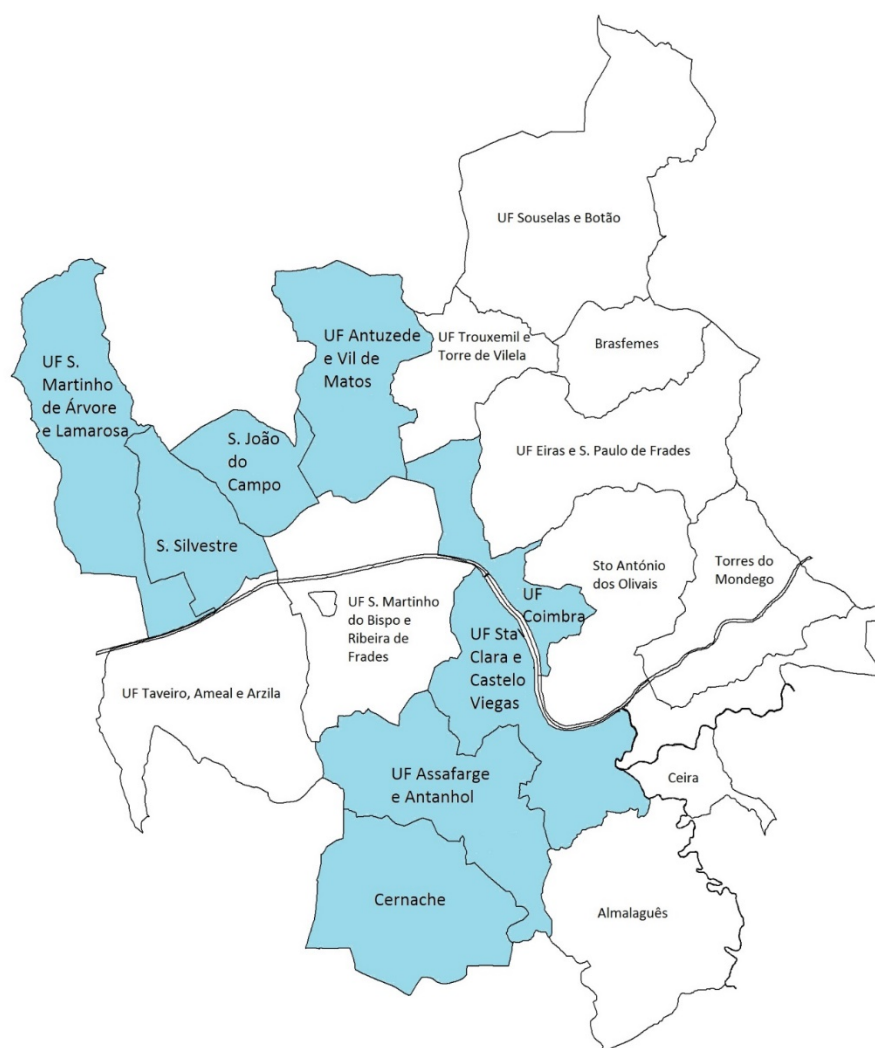 UF Souselas e Botão
UF Antuzede
e Vil de
Matos
UF Trouxemil e
Torre de Vilela
Brasfemes
UF S.
Martinho
de Árvore
e Lamarosa
S. João
do
Campo
UF Eiras e S. Paulo de Frades
S. Silvestre
Sto António
dos Olivais
Torres do
Mondego
UF
Coimbra
UF S. Martinho
do Bispo e
Ribeira de
Frades
UF Sta
Clara e
Castelo
Viegas
UF Taveiro, Ameal e Arzila
UF Assafarge
e Antanhol
Ceira
Cernache
Almalaguês